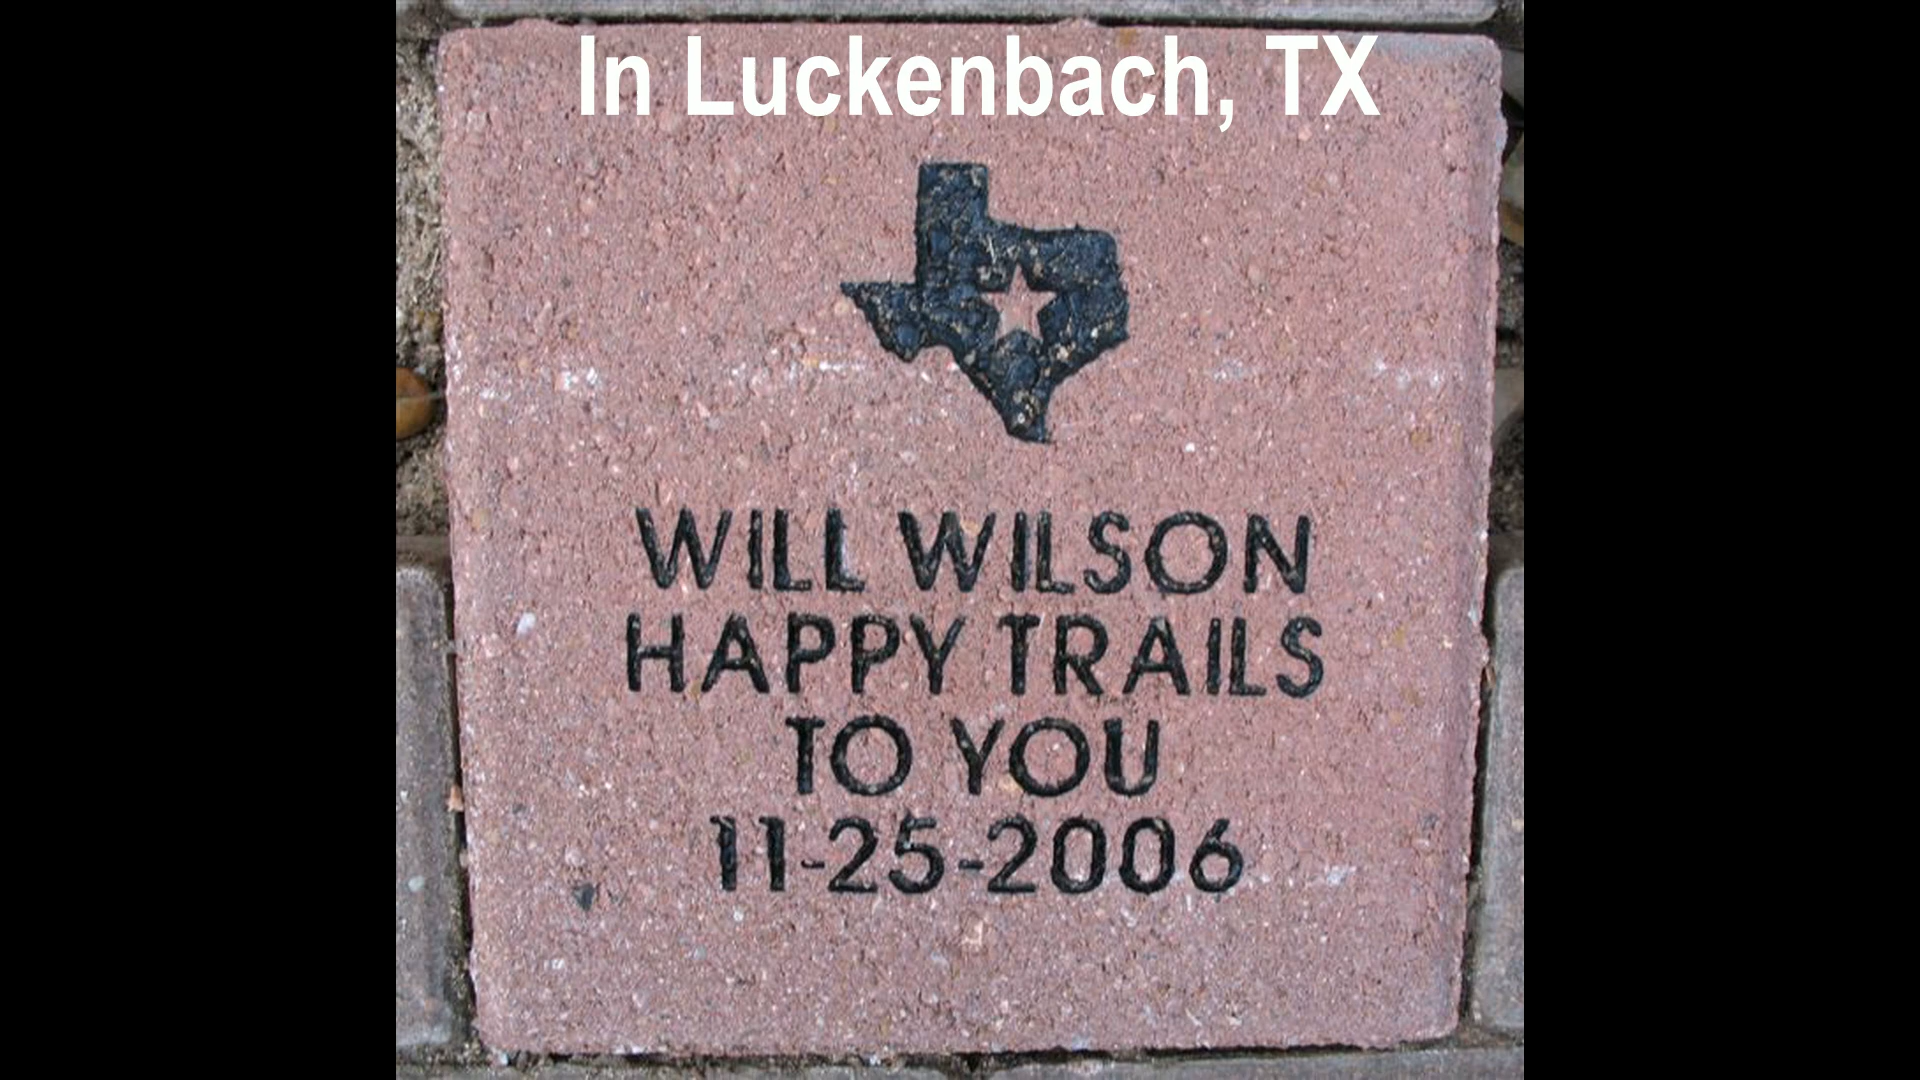 In Luckenbach, TX
WILL WILSON
HAPPY TRAILS
TO YOU
11-25-2006